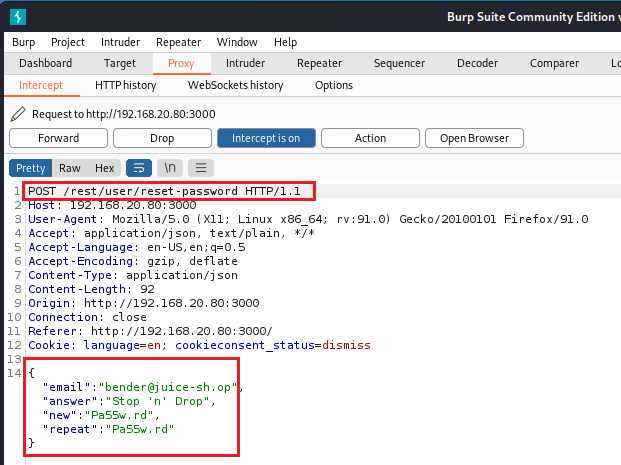 Burp Suite Community Edition v
Burp Project Intruder Repeater Window Help
Dashboard Target Proxy Intruder Repeater Sequencer Decoder Comparer Lo
Intercept HTTP history WebSockets history Options
Request to http://192.168.20.80:3000
Forward Drop Intercept is on Action Open Browser
Pretty Raw Hex \n
1 POST /rest/user/reset-password HTTP/1.1
2 Host: 192.168.20.80:3000
3 User-Agent: Mozilla/5.0 (X11; Linux x86_64; rv:91.0) Gecko/20100101 Firefox/91.0
4 Accept: application/json, text/plain, */*
5 Accept-Language: en-US,en;q=0.5
6 Accept-Encoding: gzip, deflate
7 Content-Type: application/json
8 Content-Length: 92
9 Origin: http://192.168.20.80:3000
10 Connection: close
11 Referer: http://192.168.20.80:3000/
12 Cookie: language=en; cookieconsent_status=dismiss
13
14 {
"email":"bender@juice-sh.op",
"answer":"Stop 'n' Drop",
"new":"Pa55w.rd",
"repeat":"Pa55w.rd"
}